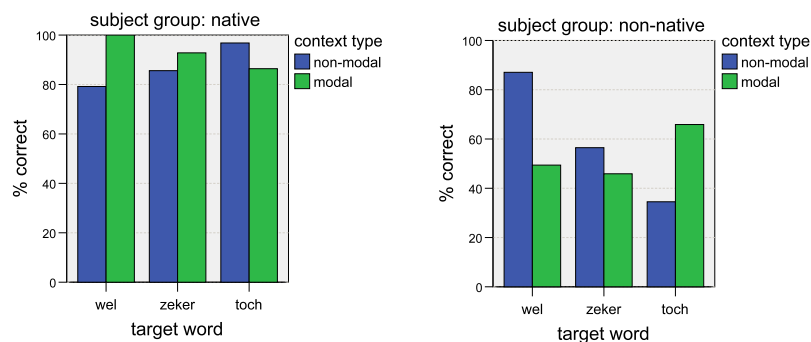 subject group: native
context type
non-modal
modal
% correct
100
80
60
40
20
0
wel zeker toch
target word
subject group: non-native
context type
non-modal
modal
% correct
100
80
60
40
20
0
wel zeker toch
target word